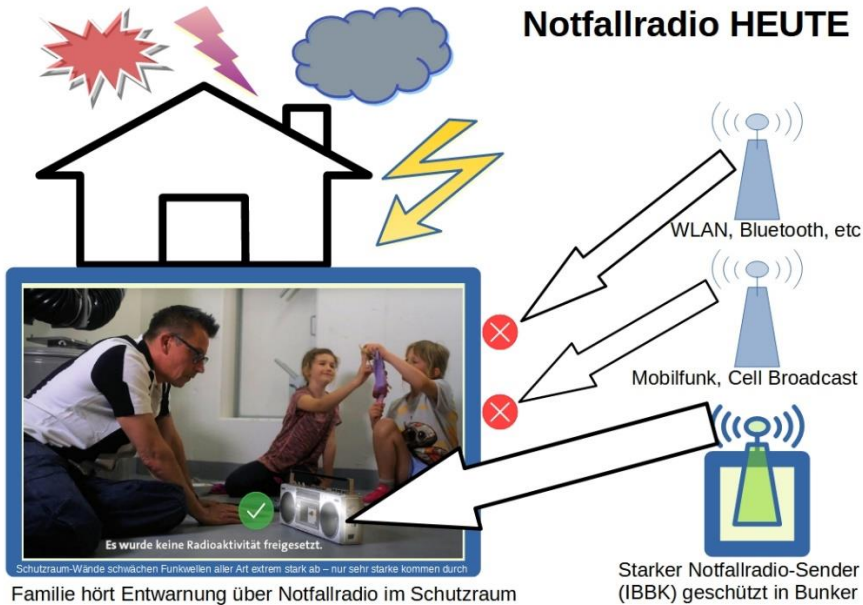 Notfallradio HEUTE
WLAN, Bluetooth, etc
Mobilfunk, Cell Broadcast
Es wurde keine Radioaktivität freigesetzt.
Schutzraum-Wände schwächen Funkwellen aller Art extrem stark ab – nur sehr starke kommen durch
Familie hört Entwarnung über Notfallradio im Schutzraum
Starker Notfallradio-Sender
(IBBK) geschützt in Bunker